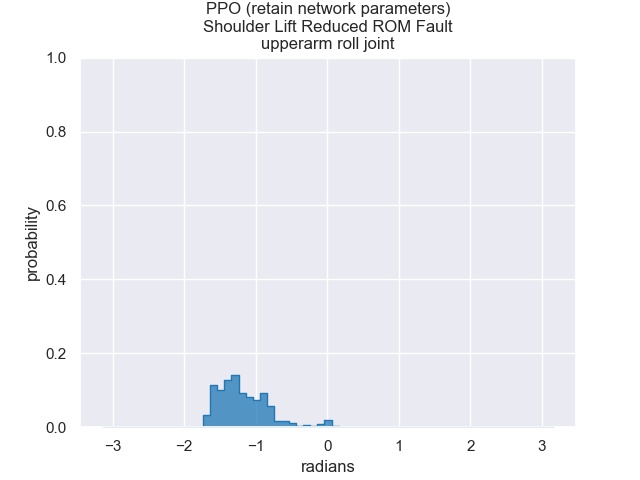 PPO (retain network parameters)
Shoulder Lift Reduced ROM Fault
upperarm roll joint
1.0
0.8
0.6
0.4
0.2
0.0
probability
−3
−2
−1
0
1
2
3
radians